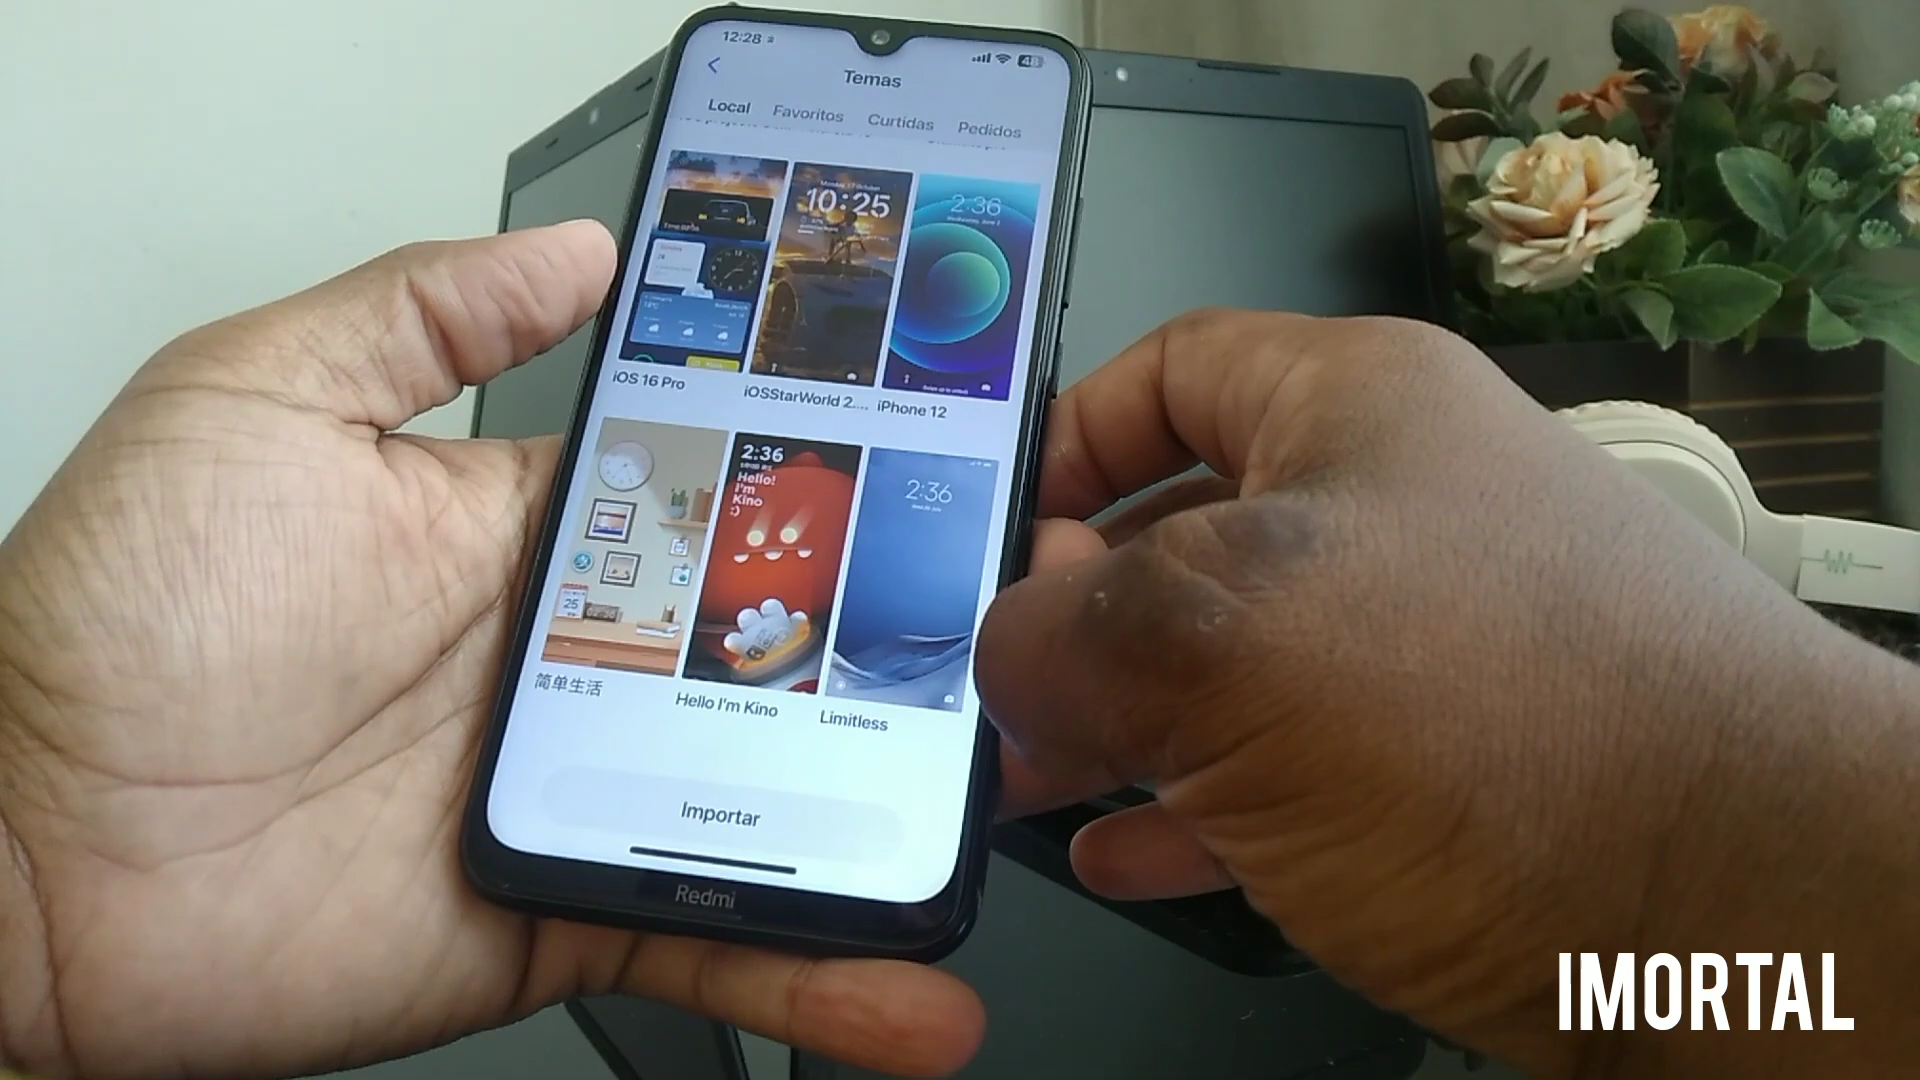 12:28
48
Temas
Local Favoritos Curtidas Pedidos
10:25
2:36
iOS 16 Pro
iOSStarWorld 2....
iPhone 12
2:36
Hello!
I'm
Kino
:)
2:36
25
简单生活
Hello I'm Kino
Limitless
Importar
Redmi
IMORTAL